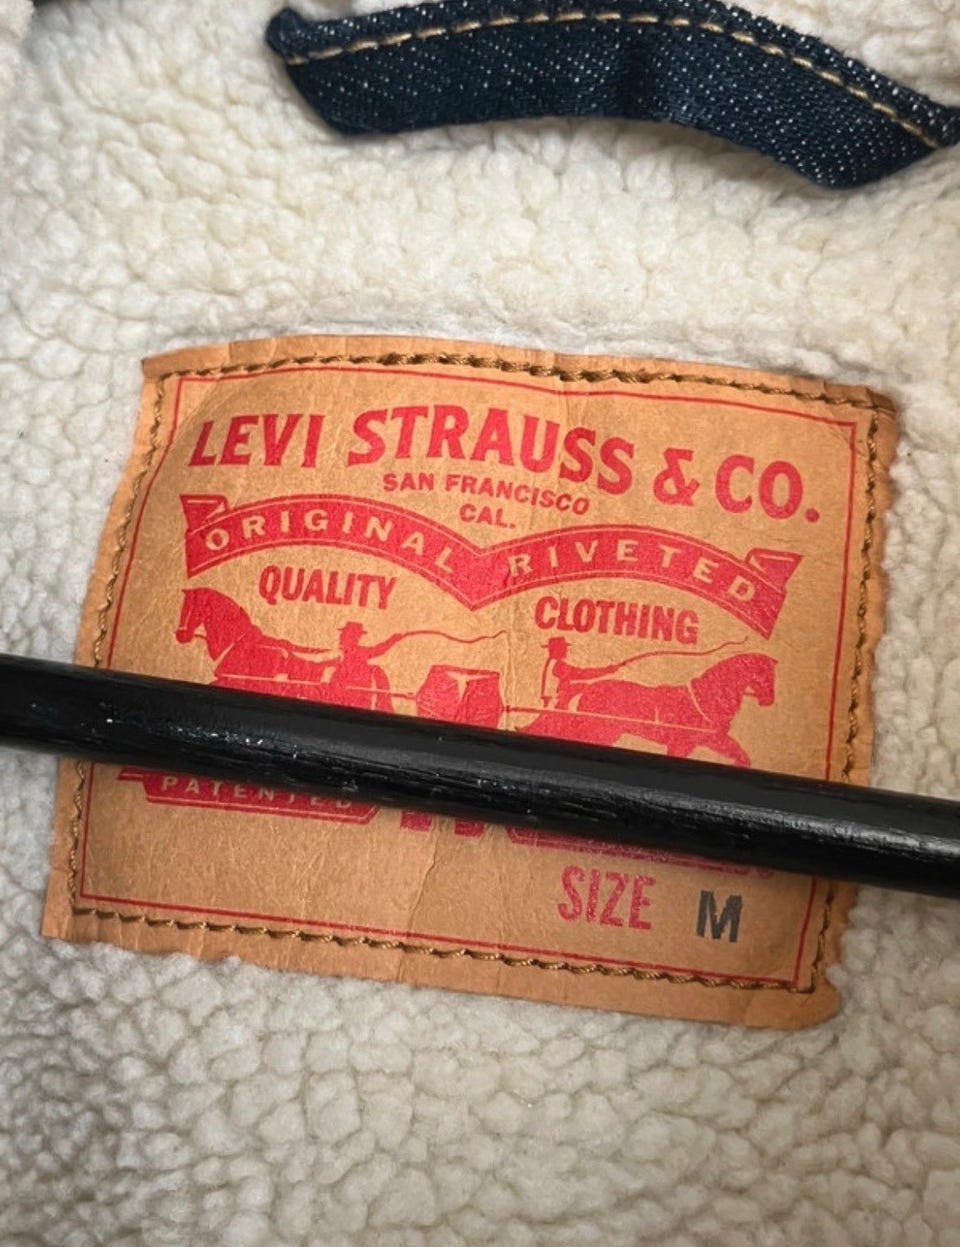 LEVI STRAUSS & CO.
SAN FRANCISCO
CAL.
ORIGINAL RIVETED
QUALITY CLOTHING
PATENTED
SIZE M